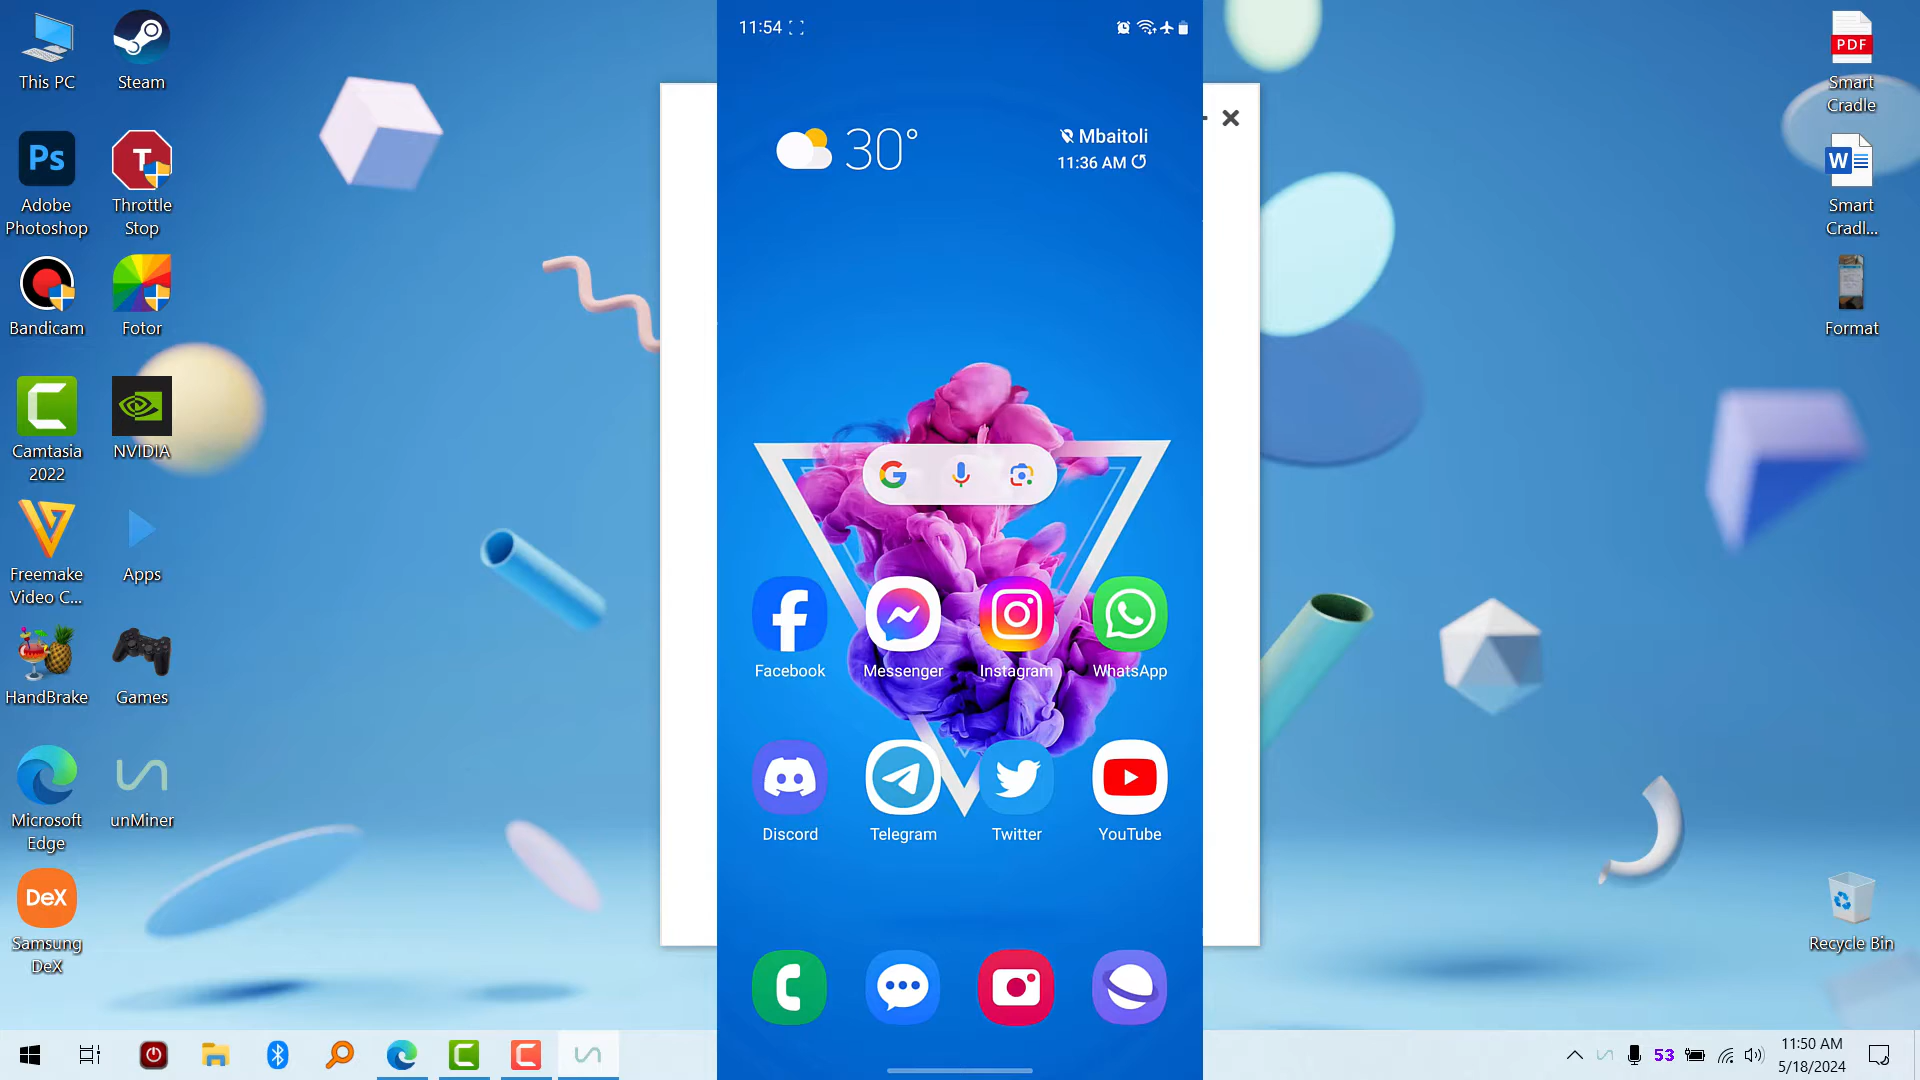 This PC
Steam
Adobe
Photoshop
Ps
T
Throttle
Stop
Bandicam
Fotor
Camtasia
2022
NVIDIA
Freemake
Video C...
Apps
HandBrake
Games
Microsoft
Edge
unMiner
DeX
Samsung
DeX
11:54
30°
Mbaitoli
11:36 AM
Facebook
Messenger
Instagram
WhatsApp
Discord
Telegram
Twitter
YouTube
PDF
Smart
Cradle
W
Smart
Cradl...
Format
Recycle Bin
53
11:50 AM
5/18/2024